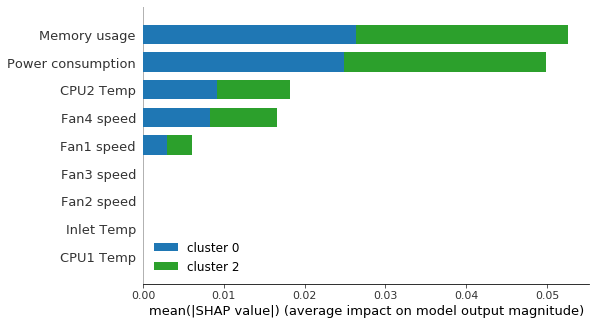 Memory usage
Power consumption
CPU2 Temp
Fan4 speed
Fan1 speed
Fan3 speed
Fan2 speed
Inlet Temp
CPU1 Temp
cluster 0
cluster 2
0.00 0.01 0.02 0.03 0.04 0.05
mean(|SHAP value|) (average impact on model output magnitude)